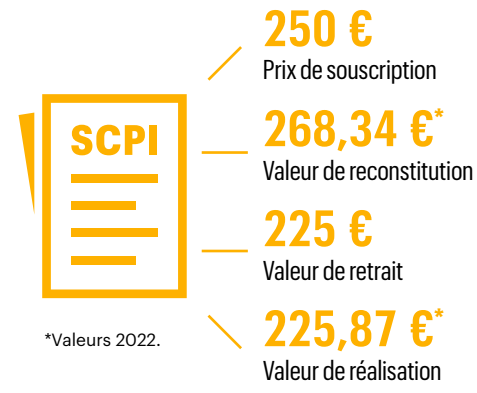 250 €
Prix de souscription
SCPI
268,34 €*
Valeur de reconstitution
225 €
Valeur de retrait
225,87 €*
Valeur de réalisation
*Valeurs 2022.